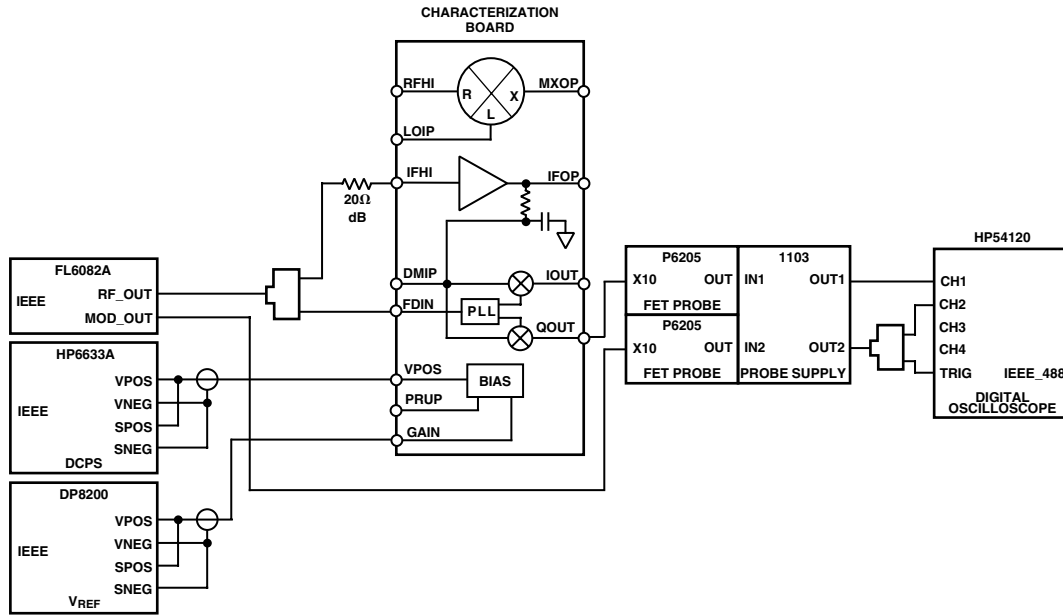 CHARACTERIZATION
BOARD
RFHI
R
X
L
MXOP
LOIP
IFHI
IFOP
20Ω
dB
DMIP
IOUT
FDIN
PLL
QOUT
VPOS
BIAS
PRUP
GAIN
FL6082A
IEEE
RF_OUT
MOD_OUT
HP6633A
VPOS
IEEE
VNEG
SPOS
SNEG
DCPS
DP8200
VPOS
IEEE
VNEG
SPOS
SNEG
VREF
P6205
X10
OUT
FET PROBE
P6205
X10
OUT
FET PROBE
1103
IN1
OUT1
IN2
OUT2
PROBE SUPPLY
HP54120
CH1
CH2
CH3
CH4
TRIG
IEEE_488
DIGITAL
OSCILLOSCOPE